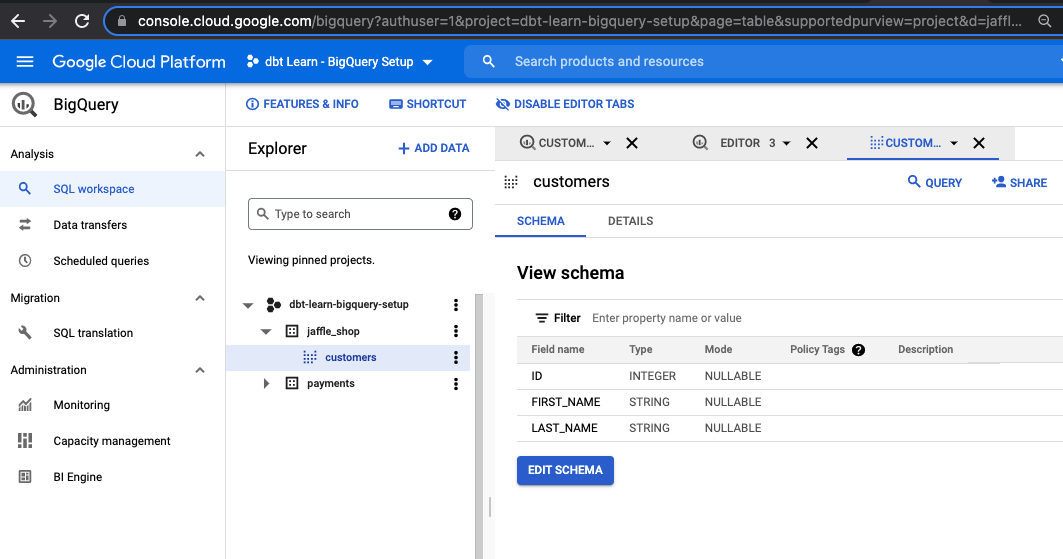 console.cloud.google.com/bigquery?authuser=1&project=dbt-learn-bigquery-setup&page=table&supportedpurview=project&d=jaffl...
Google Cloud Platform
dbt Learn - BigQuery Setup
Search products and resources
BigQuery
FEATURES & INFO
SHORTCUT
DISABLE EDITOR TABS
Analysis
SQL workspace
Data transfers
Scheduled queries
Migration
SQL translation
Administration
Monitoring
Capacity management
BI Engine
Explorer
+ ADD DATA
Type to search
?
Viewing pinned projects.
dbt-learn-bigquery-setup
jaffle_shop
customers
payments
CUSTOM...
EDITOR 3
CUSTOM...
customers
QUERY
SHARE
SCHEMA DETAILS
View schema
Filter Enter property name or value
Field name Type Mode Policy Tags ? Description
ID INTEGER NULLABLE
FIRST_NAME STRING NULLABLE
LAST_NAME STRING NULLABLE
EDIT SCHEMA